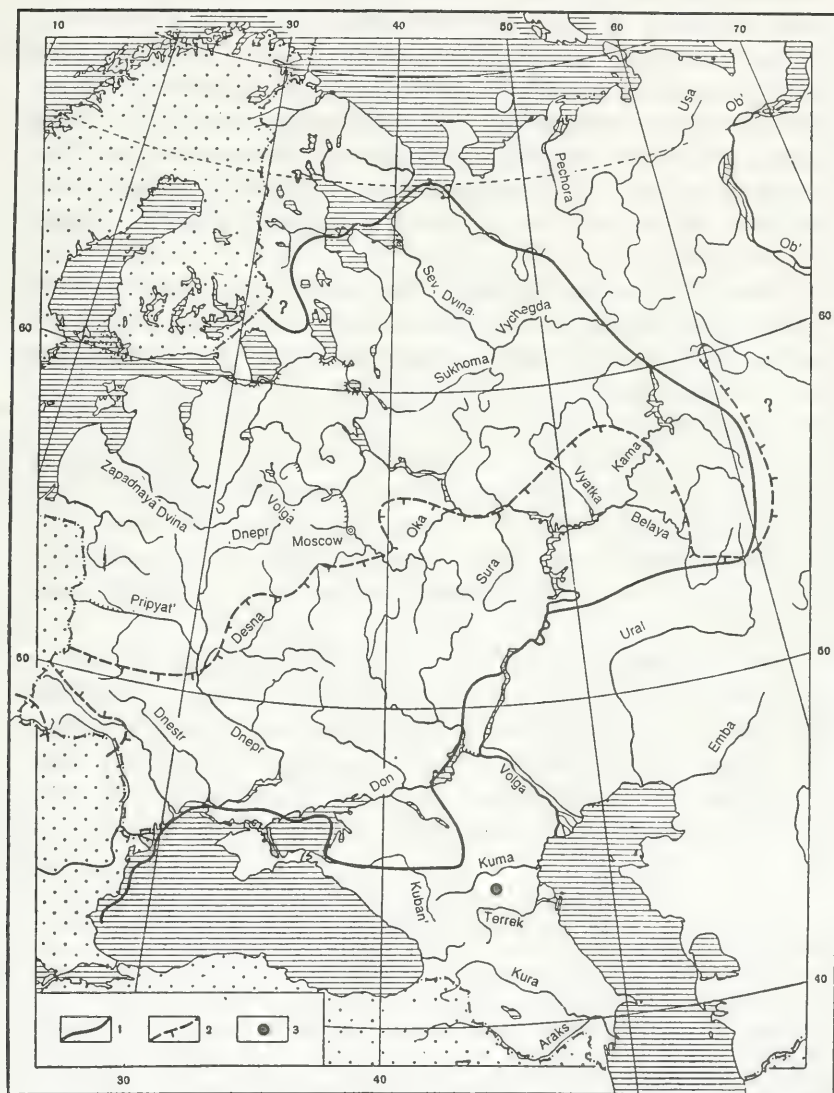 10 30 40 50 60 70
Usa
Ob'
Pechora
Ob'
?
Sev. Dvina
Vychegda
60
60
Sukhona
?
Zapadnaya Dvina
Volga
Vyatka
Kama
Dnepr
Oka
Moscow
Belaya
Sura
Pripyat'
Desna
Ural
50
50
Dnestr
Dnepr
Emba
Don
Volga
Kuma
Kuban'
Terrek
Kura
40
Araks
1 2 3
30 40